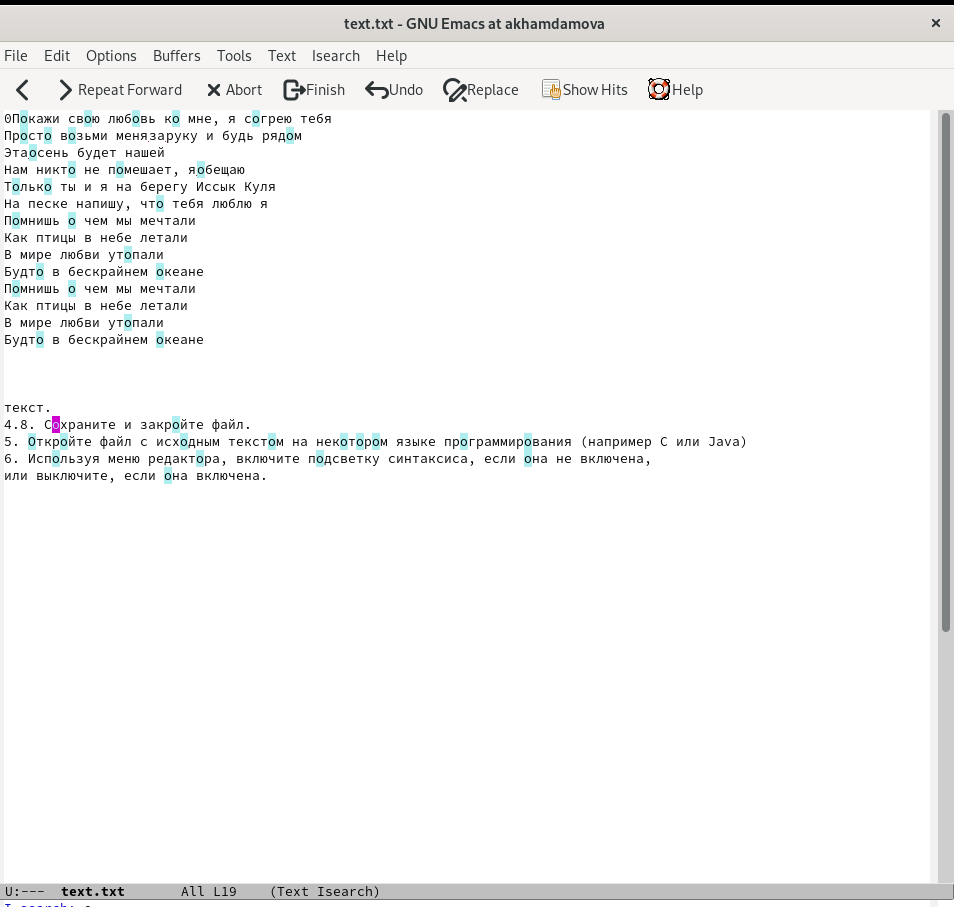 text.txt - GNU Emacs at akhamdamova
File Edit Options Buffers Tools Text Isearch Help
Repeat Forward Abort Finish Undo Replace Show Hits Help
0Покажи свою любовь ко мне, я согрею тебя
Просто возьми менязаруку и будь рядом
Этаосень будет нашей
Нам никто не помешает, яобещаю
Только ты и я на берегу Иссык Куля
На песке напишу, что тебя люблю я
Помнишь о чем мы мечтали
Как птицы в небе летали
В мире любви утопали
Будто в бескрайнем океане
Помнишь о чем мы мечтали
Как птицы в небе летали
В мире любви утопали
Будто в бескрайнем океане
текст.
4.8. Сохраните и закройте файл.
5. Откройте файл с исходным текстом на некотором языке программирования (например C или Java)
6. Используя меню редактора, включите подсветку синтаксиса, если она не включена,
или выключите, если она включена.
U:--- text.txt All L19 (Text Isearch)
I-search: